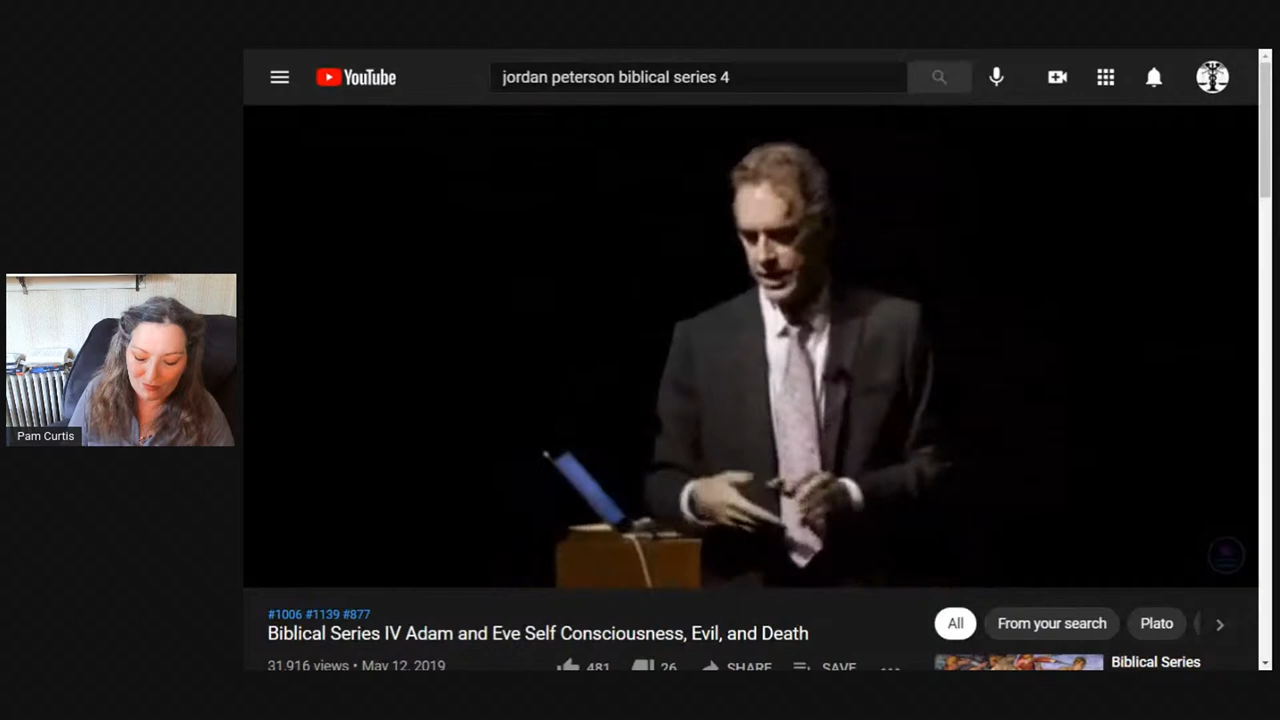 YouTube
jordan peterson biblical series 4
Pam Curtis
#1006 #1139 #877
Biblical Series IV Adam and Eve Self Consciousness, Evil, and Death
31,916 views • May 12, 2019
481
26
SHARE
SAVE
All
From your search
Plato
Biblical Series